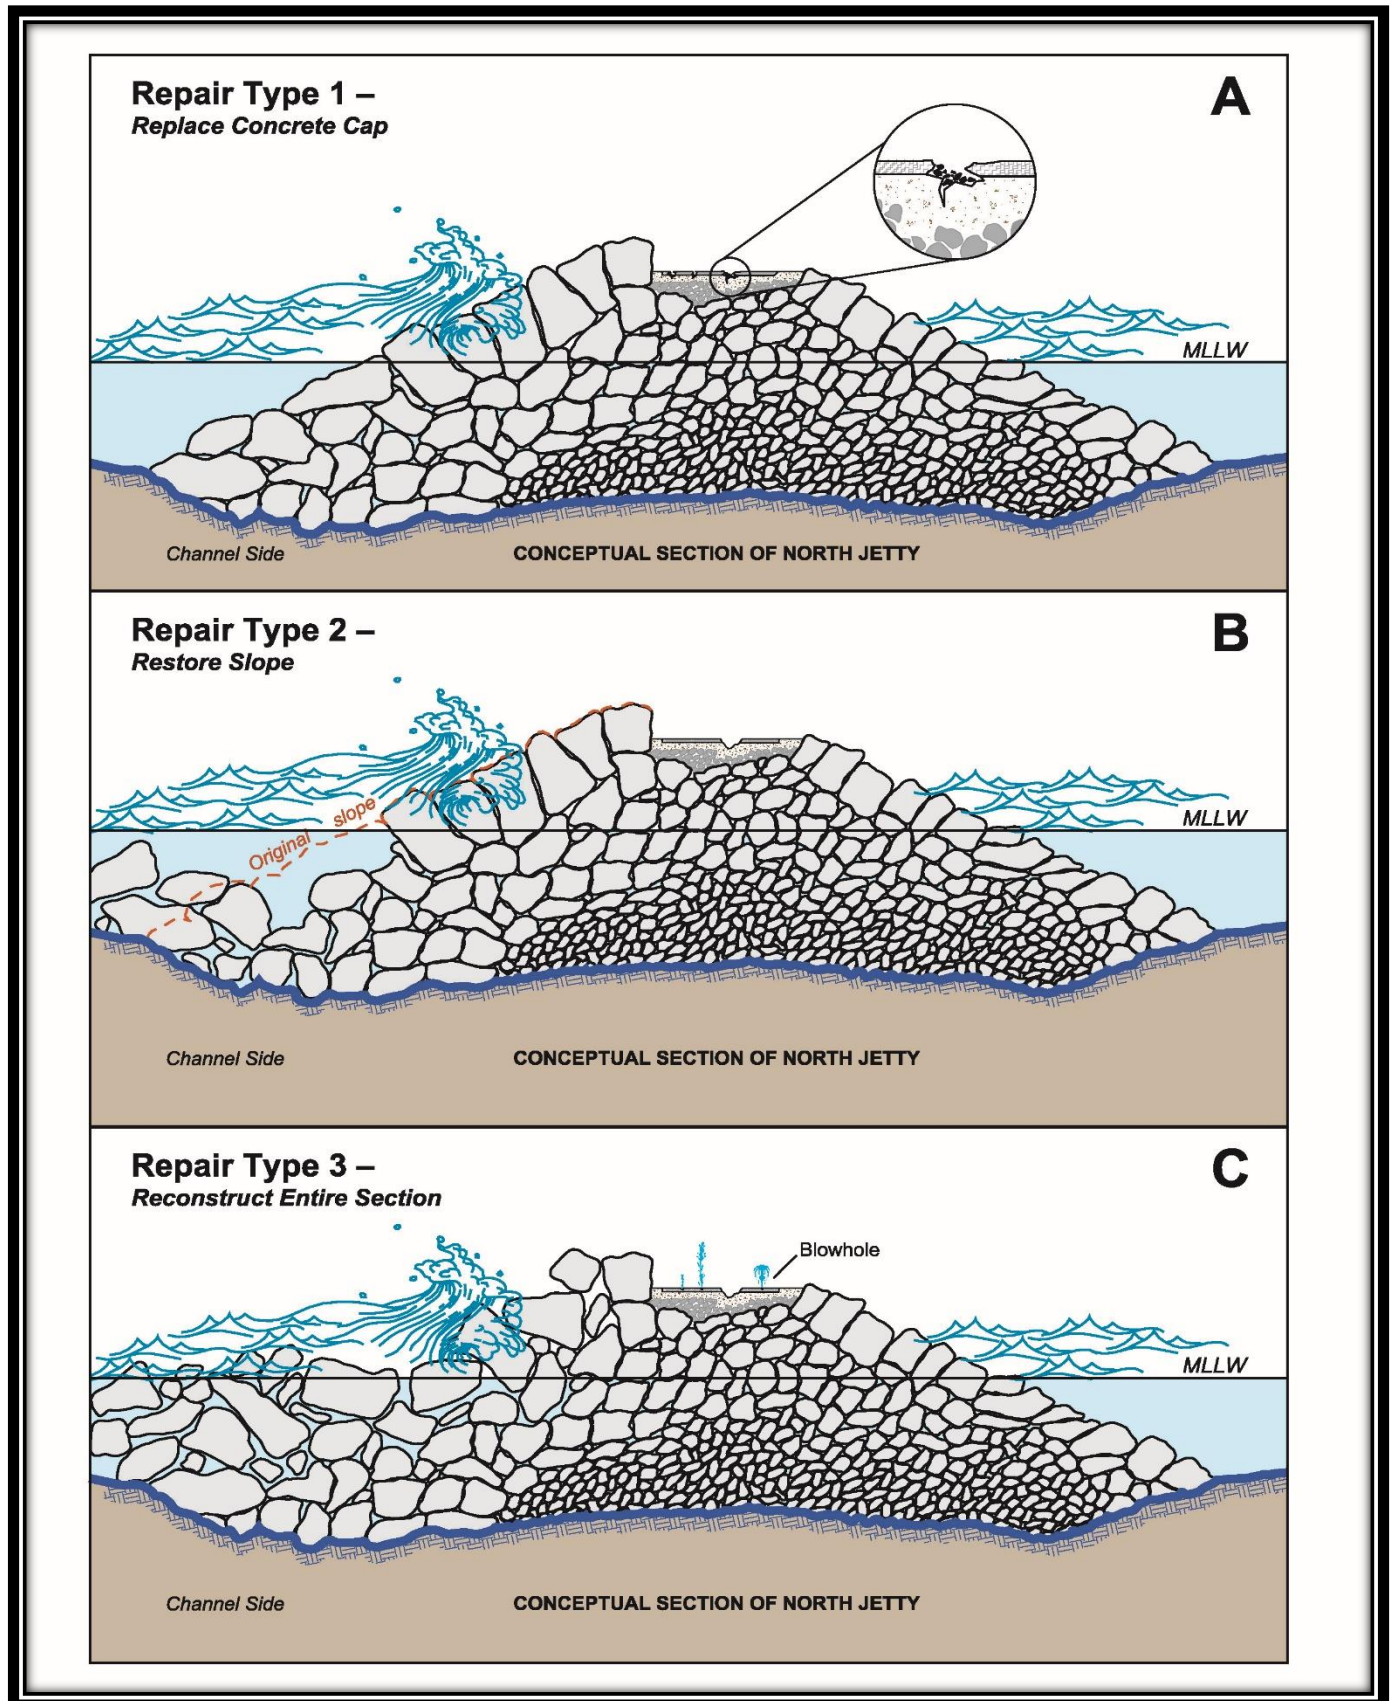 Repair Type 1 –
Replace Concrete Cap
A
MLLW
Channel Side
CONCEPTUAL SECTION OF NORTH JETTY
Repair Type 2 –
Restore Slope
B
Original slope
MLLW
Channel Side
CONCEPTUAL SECTION OF NORTH JETTY
Repair Type 3 –
Reconstruct Entire Section
C
Blowhole
MLLW
Channel Side
CONCEPTUAL SECTION OF NORTH JETTY